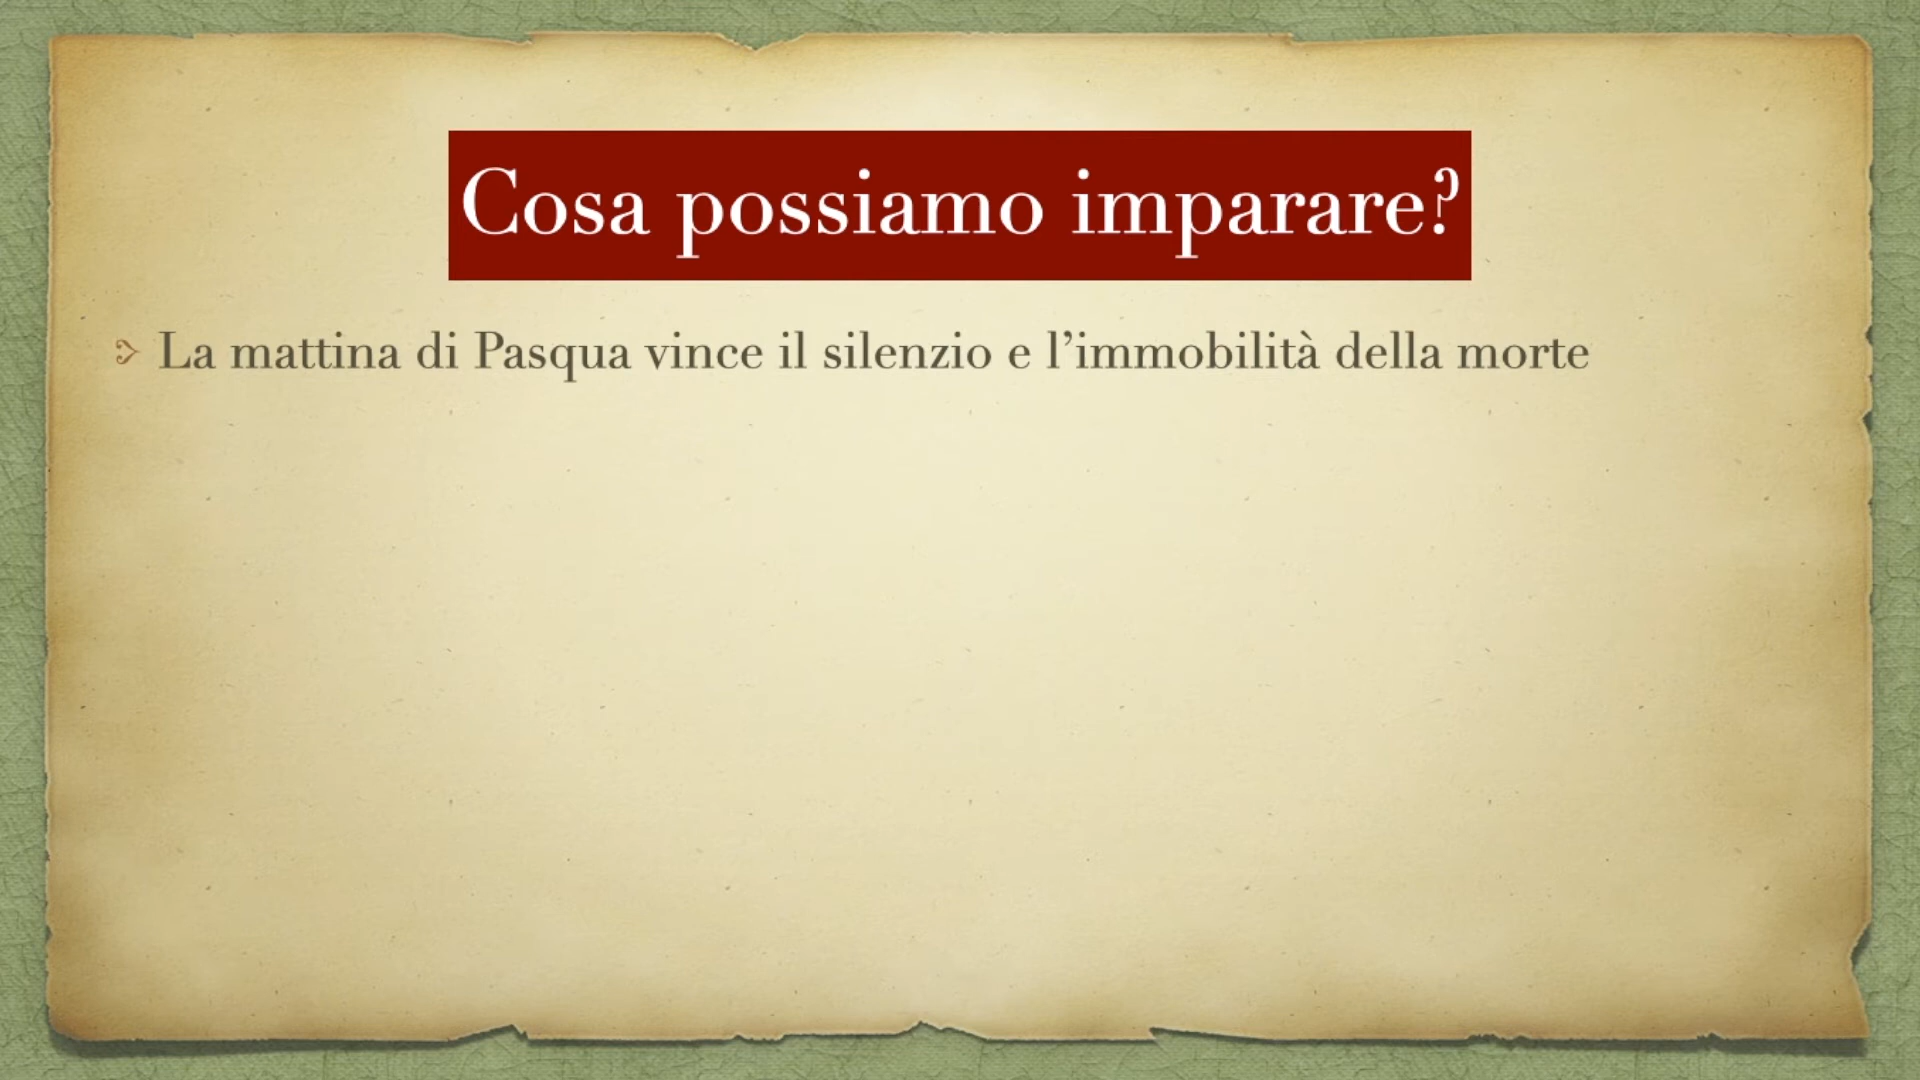 Cosa possiamo imparare?
La mattina di Pasqua vince il silenzio e l’immobilità della morte